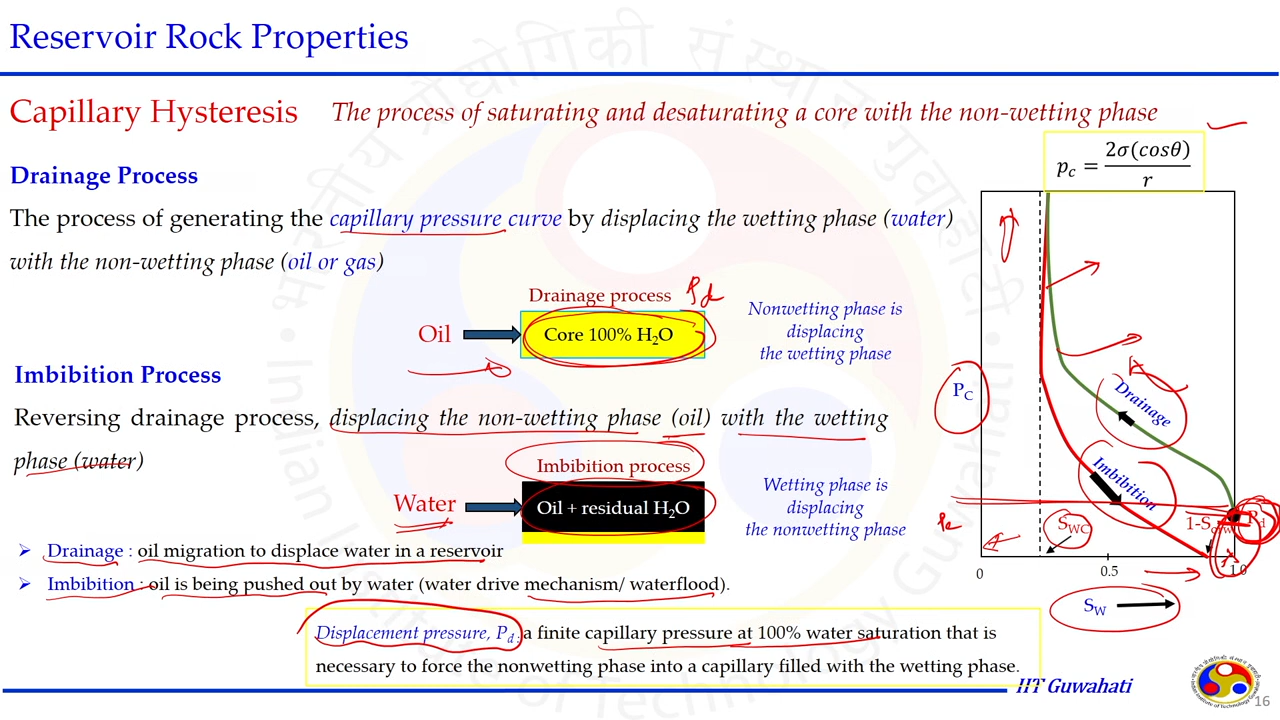 Reservoir Rock Properties
Capillary Hysteresis The process of saturating and desaturating a core with the non-wetting phase
Drainage Process
The process of generating the capillary pressure curve by displacing the wetting phase (water)
with the non-wetting phase (oil or gas)
Drainage process
Pd
Oil
Core 100% H₂O
Nonwetting phase is
displacing
the wetting phase
Imbibition Process
Reversing drainage process, displacing the non-wetting phase (oil) with the wetting
phase (water)
Imbibition process
Water
Oil + residual H₂O
Wetting phase is
displacing
the nonwetting phase
➢ Drainage : oil migration to displace water in a reservoir
➢ Imbibition : oil is being pushed out by water (water drive mechanism/ waterflood).
Displacement pressure, Pd: a finite capillary pressure at 100% water saturation that is
necessary to force the nonwetting phase into a capillary filled with the wetting phase.
pc = 2σ(cosθ) / r
PC
Drainage
Imbibition
SWC
Pd
0
0.5
1.0
SW
IIT Guwahati
16